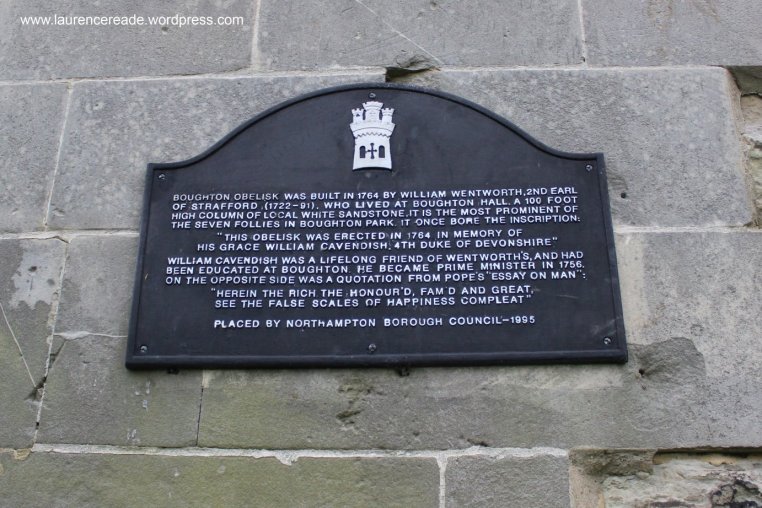 www.laurencereade.wordpress.com
BOUGHTON OBELISK WAS BUILT IN 1764 BY WILLIAM WENTWORTH, 2ND EARL
OF STRAFFORD, (1722-91), WHO LIVED AT BOUGHTON HALL. A 100 FOOT
HIGH COLUMN OF LOCAL WHITE SANDSTONE, IT IS THE MOST PROMINENT OF
THE SEVEN FOLLIES IN BOUGHTON PARK. IT ONCE BORE THE INSCRIPTION:
"THIS OBELISK WAS ERECTED IN 1764 IN MEMORY OF
HIS GRACE WILLIAM CAVENDISH, 4TH DUKE OF DEVONSHIRE"
WILLIAM CAVENDISH WAS A LIFELONG FRIEND OF WENTWORTH'S, AND HAD
BEEN EDUCATED AT BOUGHTON. HE BECAME PRIME MINISTER IN 1756.
ON THE OPPOSITE SIDE WAS A QUOTATION FROM POPE'S "ESSAY ON MAN":
"HEREIN THE RICH THE HONOUR'D, FAM'D AND GREAT,
SEE THE FALSE SCALES OF HAPPINESS COMPLEAT"
PLACED BY NORTHAMPTON BOROUGH COUNCIL-1995